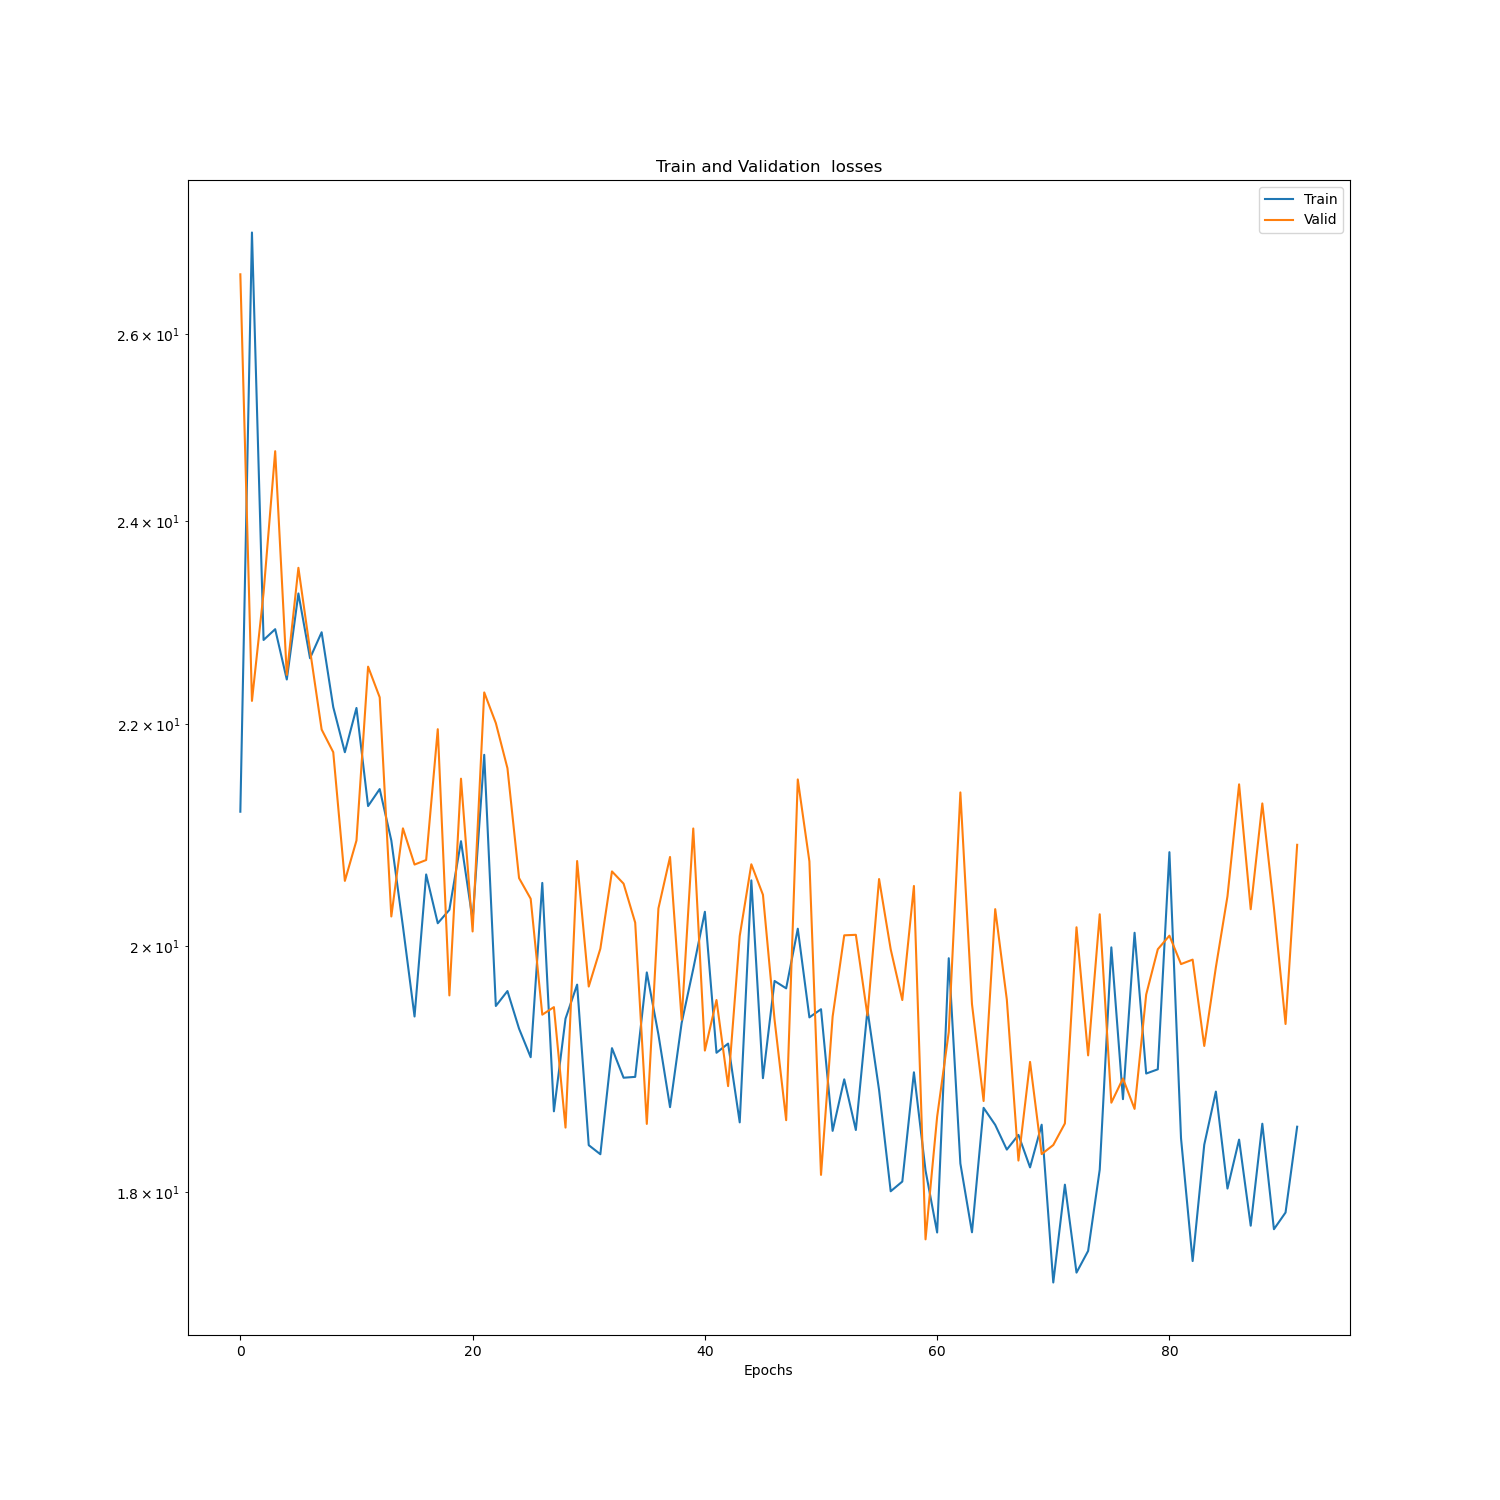 Train and Validation  losses
Train
Valid
2.6 × 10¹
2.4 × 10¹
2.2 × 10¹
2 × 10¹
1.8 × 10¹
0 20 40 60 80
Epochs